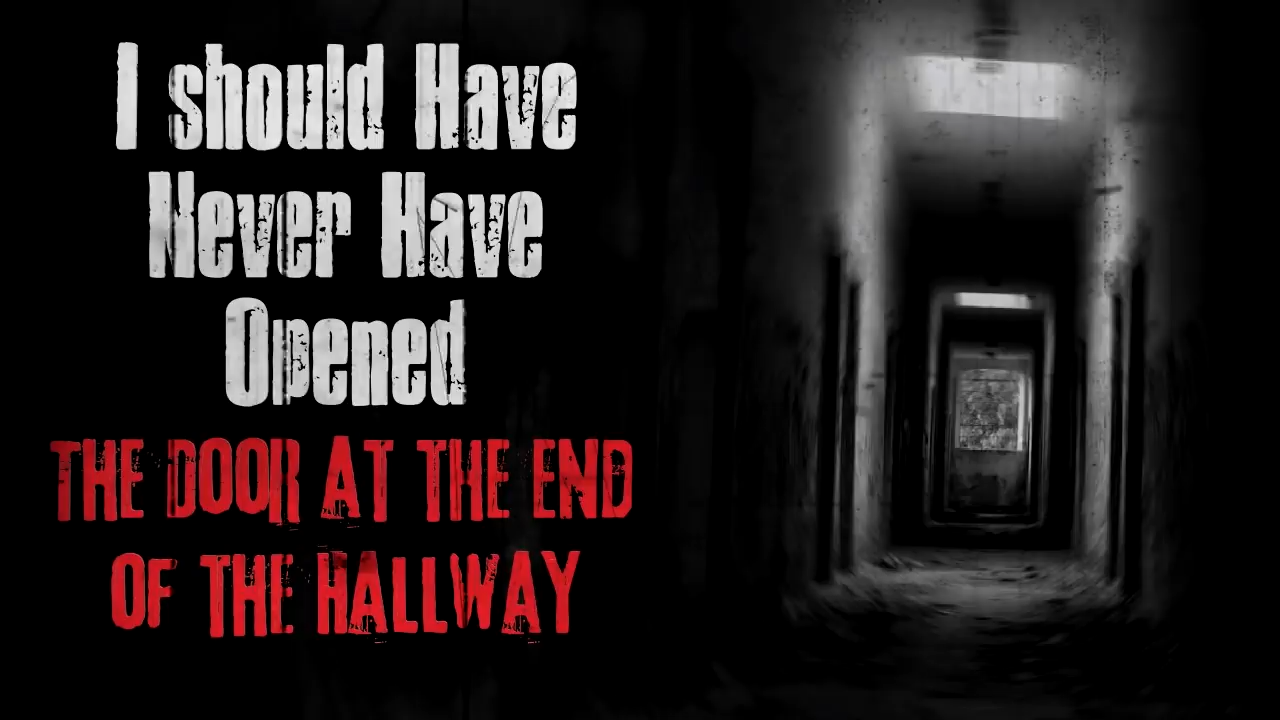 I should Have
Never Have
Opened
THE DOOR AT THE END
OF THE HALLWAY